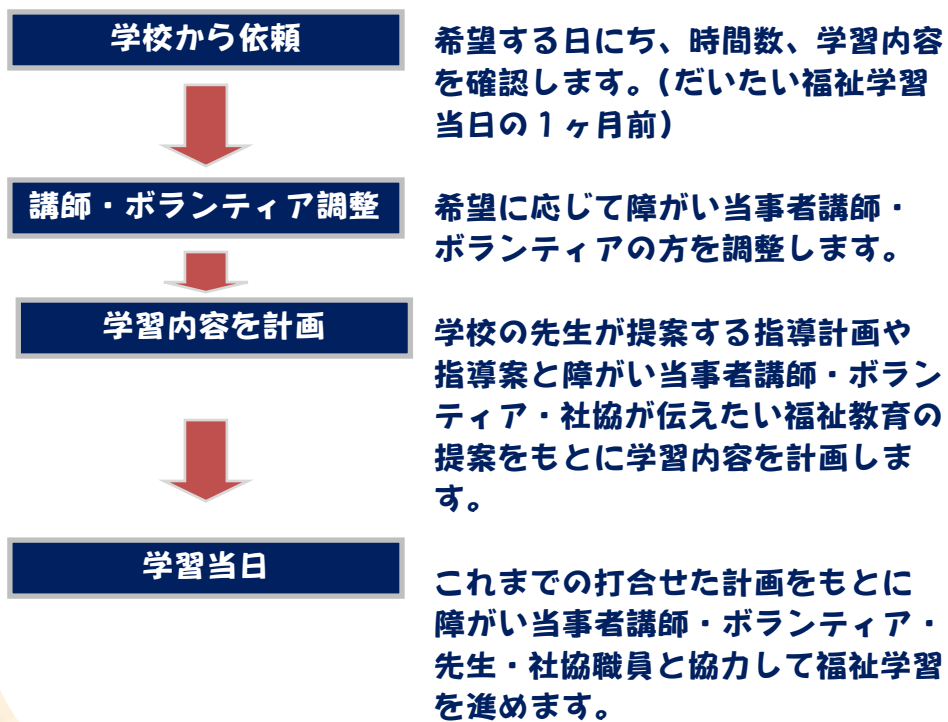 学校から依頼
希望する日にち、時間数、学習内容
を確認します。(だいたい福祉学習
当日の１ヶ月前)
講師・ボランティア調整
希望に応じて障がい当事者講師・
ボランティアの方を調整します。
学習内容を計画
学校の先生が提案する指導計画や
指導案と障がい当事者講師・ボラン
ティア・社協が伝えたい福祉教育の
提案をもとに学習内容を計画しま
す。
学習当日
これまでの打合せた計画をもとに
障がい当事者講師・ボランティア・
先生・社協職員と協力して福祉学習
を進めます。